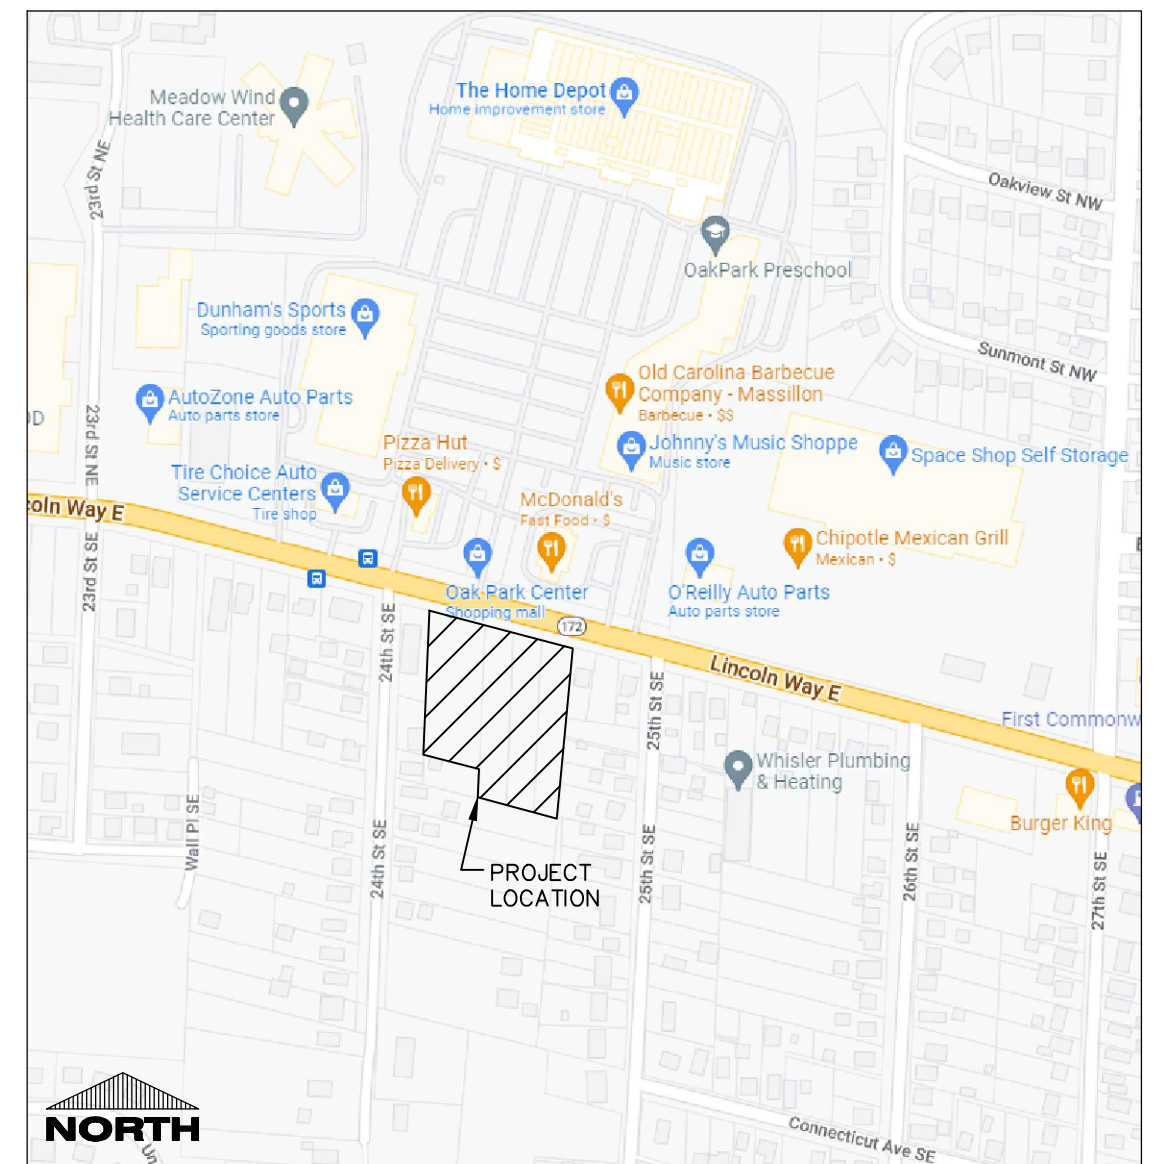 The Home Depot
Home improvement store
Meadow Wind
Health Care Center
23rd St NE
Oakview St NW
OakPark Preschool
Dunham's Sports
Sporting goods store
Sunmont St NW
Old Carolina Barbecue
Company - Massillon
Barbecue • $$
AutoZone Auto Parts
Auto parts store
23rd St NE
Pizza Hut
Pizza Delivery • $
Johnny's Music Shoppe
Music store
Space Shop Self Storage
Tire Choice Auto
Service Centers
Tire shop
McDonald's
Fast Food • $
coln Way E
Chipotle Mexican Grill
Mexican • $
23rd St SE
Oak Park Center
Shopping mall
O'Reilly Auto Parts
Auto parts store
172
24th St SE
Lincoln Way E
25th St SE
First Commonw
Whisler Plumbing
& Heating
Burger King
Wall Pl SE
24th St SE
25th St SE
26th St SE
27th St SE
PROJECT
LOCATION
NORTH
Connecticut Ave SE
Un